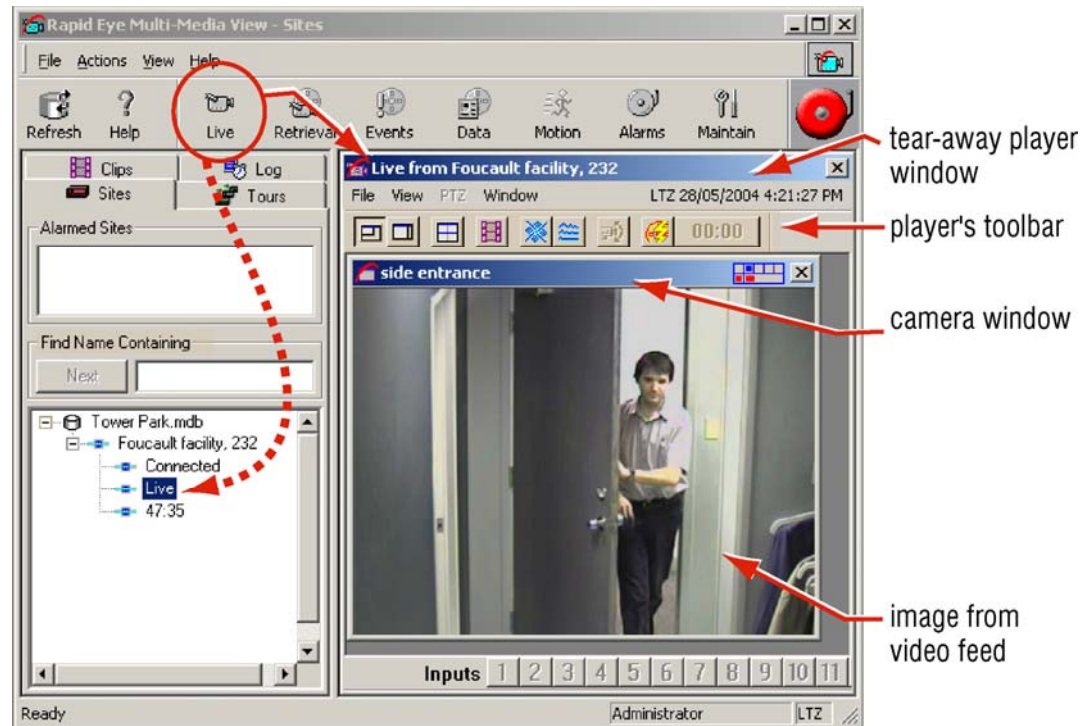 Rapid Eye Multi-Media View - Sites
File Actions View Help
Refresh Help Live Retrieval Events Data Motion Alarms Maintain
Clips Log
Sites Tours
Alarmed Sites
Find Name Containing
Next
Tower Park.mdb
Foucault facility, 232
Connected
Live
47:35
Live from Foucault facility, 232
File View PTZ Window LTZ 28/05/2004 4:21:27 PM
00:00
side entrance
Inputs 1 2 3 4 5 6 7 8 9 10 11
Ready Administrator LTZ
tear-away player
window
player's toolbar
camera window
image from
video feed